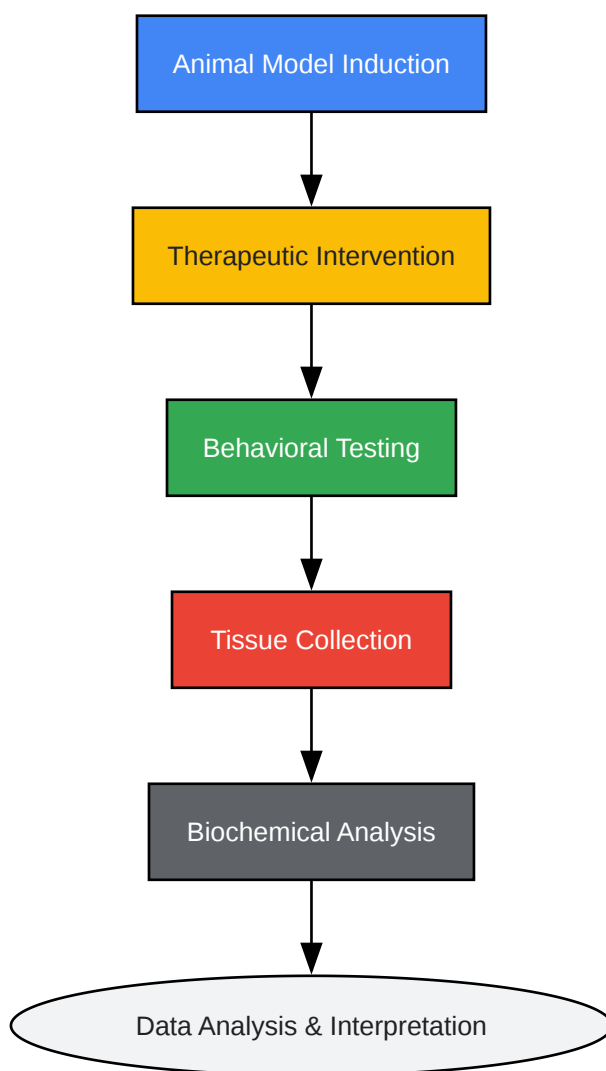 Animal Model Induction
Therapeutic Intervention
Behavioral Testing
Tissue Collection
Biochemical Analysis
Data Analysis & Interpretation